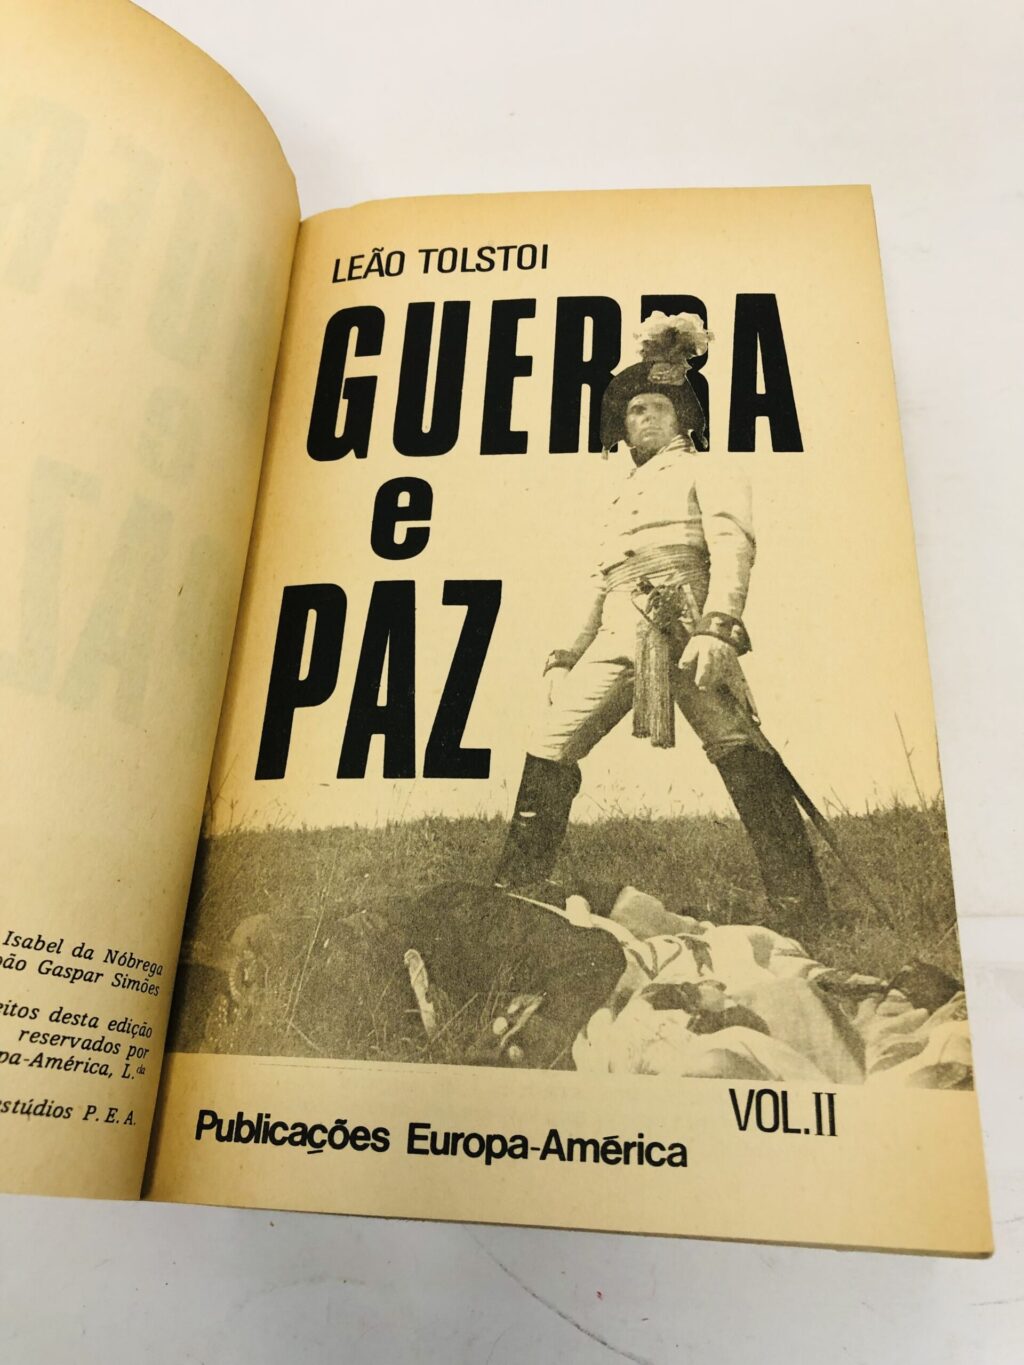 Isabel da Nóbrega
Gaspar Simões
desta edição
reservados por
L.da
P. E. A.
LEÃO TOLSTOI
GUERRA
e
PAZ
VOL. II
Publicações Europa-América